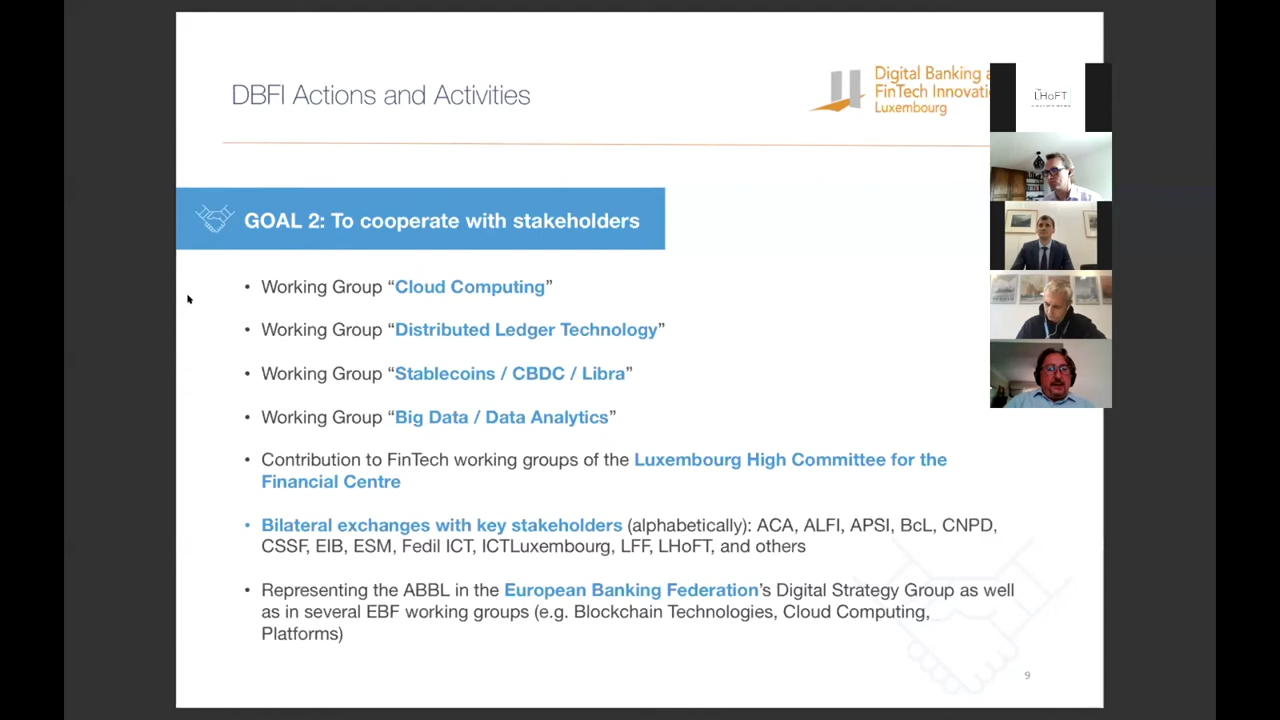 DBFI Actions and Activities
Digital Banking a
FinTech Innovati
Luxembourg
LHoFT
GOAL 2: To cooperate with stakeholders
• Working Group “Cloud Computing”
• Working Group “Distributed Ledger Technology”
• Working Group “Stablecoins / CBDC / Libra”
• Working Group “Big Data / Data Analytics”
• Contribution to FinTech working groups of the Luxembourg High Committee for the
Financial Centre
• Bilateral exchanges with key stakeholders (alphabetically): ACA, ALFI, APSI, BcL, CNPD,
CSSF, EIB, ESM, Fedil ICT, ICTLuxembourg, LFF, LHoFT, and others
• Representing the ABBL in the European Banking Federation’s Digital Strategy Group as well
as in several EBF working groups (e.g. Blockchain Technologies, Cloud Computing,
Platforms)
9